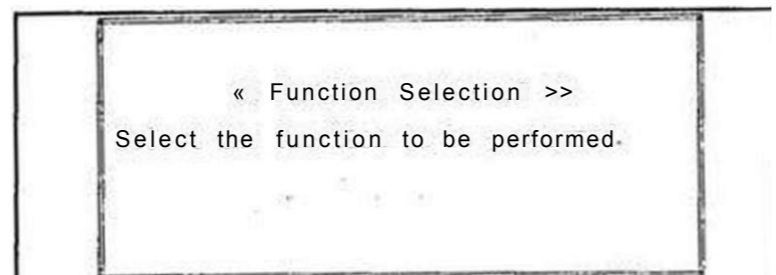 « Function Selection >>
Select the function to be performed.